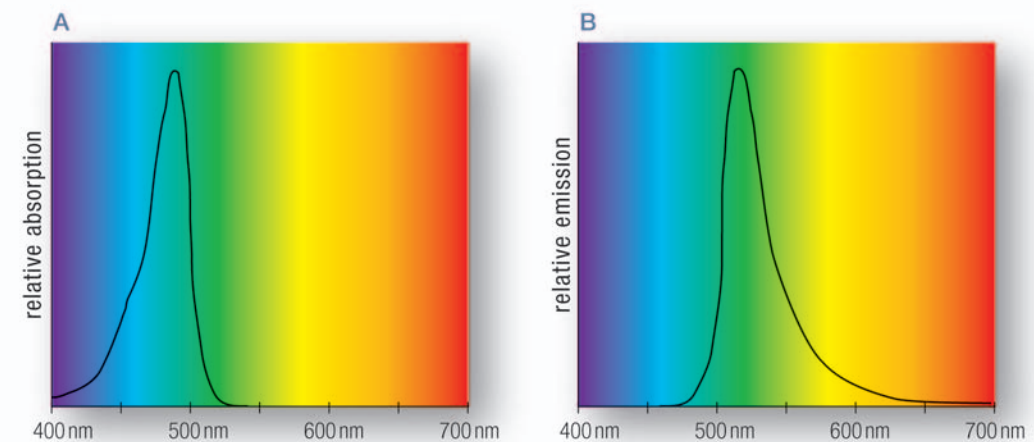 A
relative absorption
400 nm 500 nm 600 nm 700 nm
B
relative emission
400 nm 500 nm 600 nm 700 nm